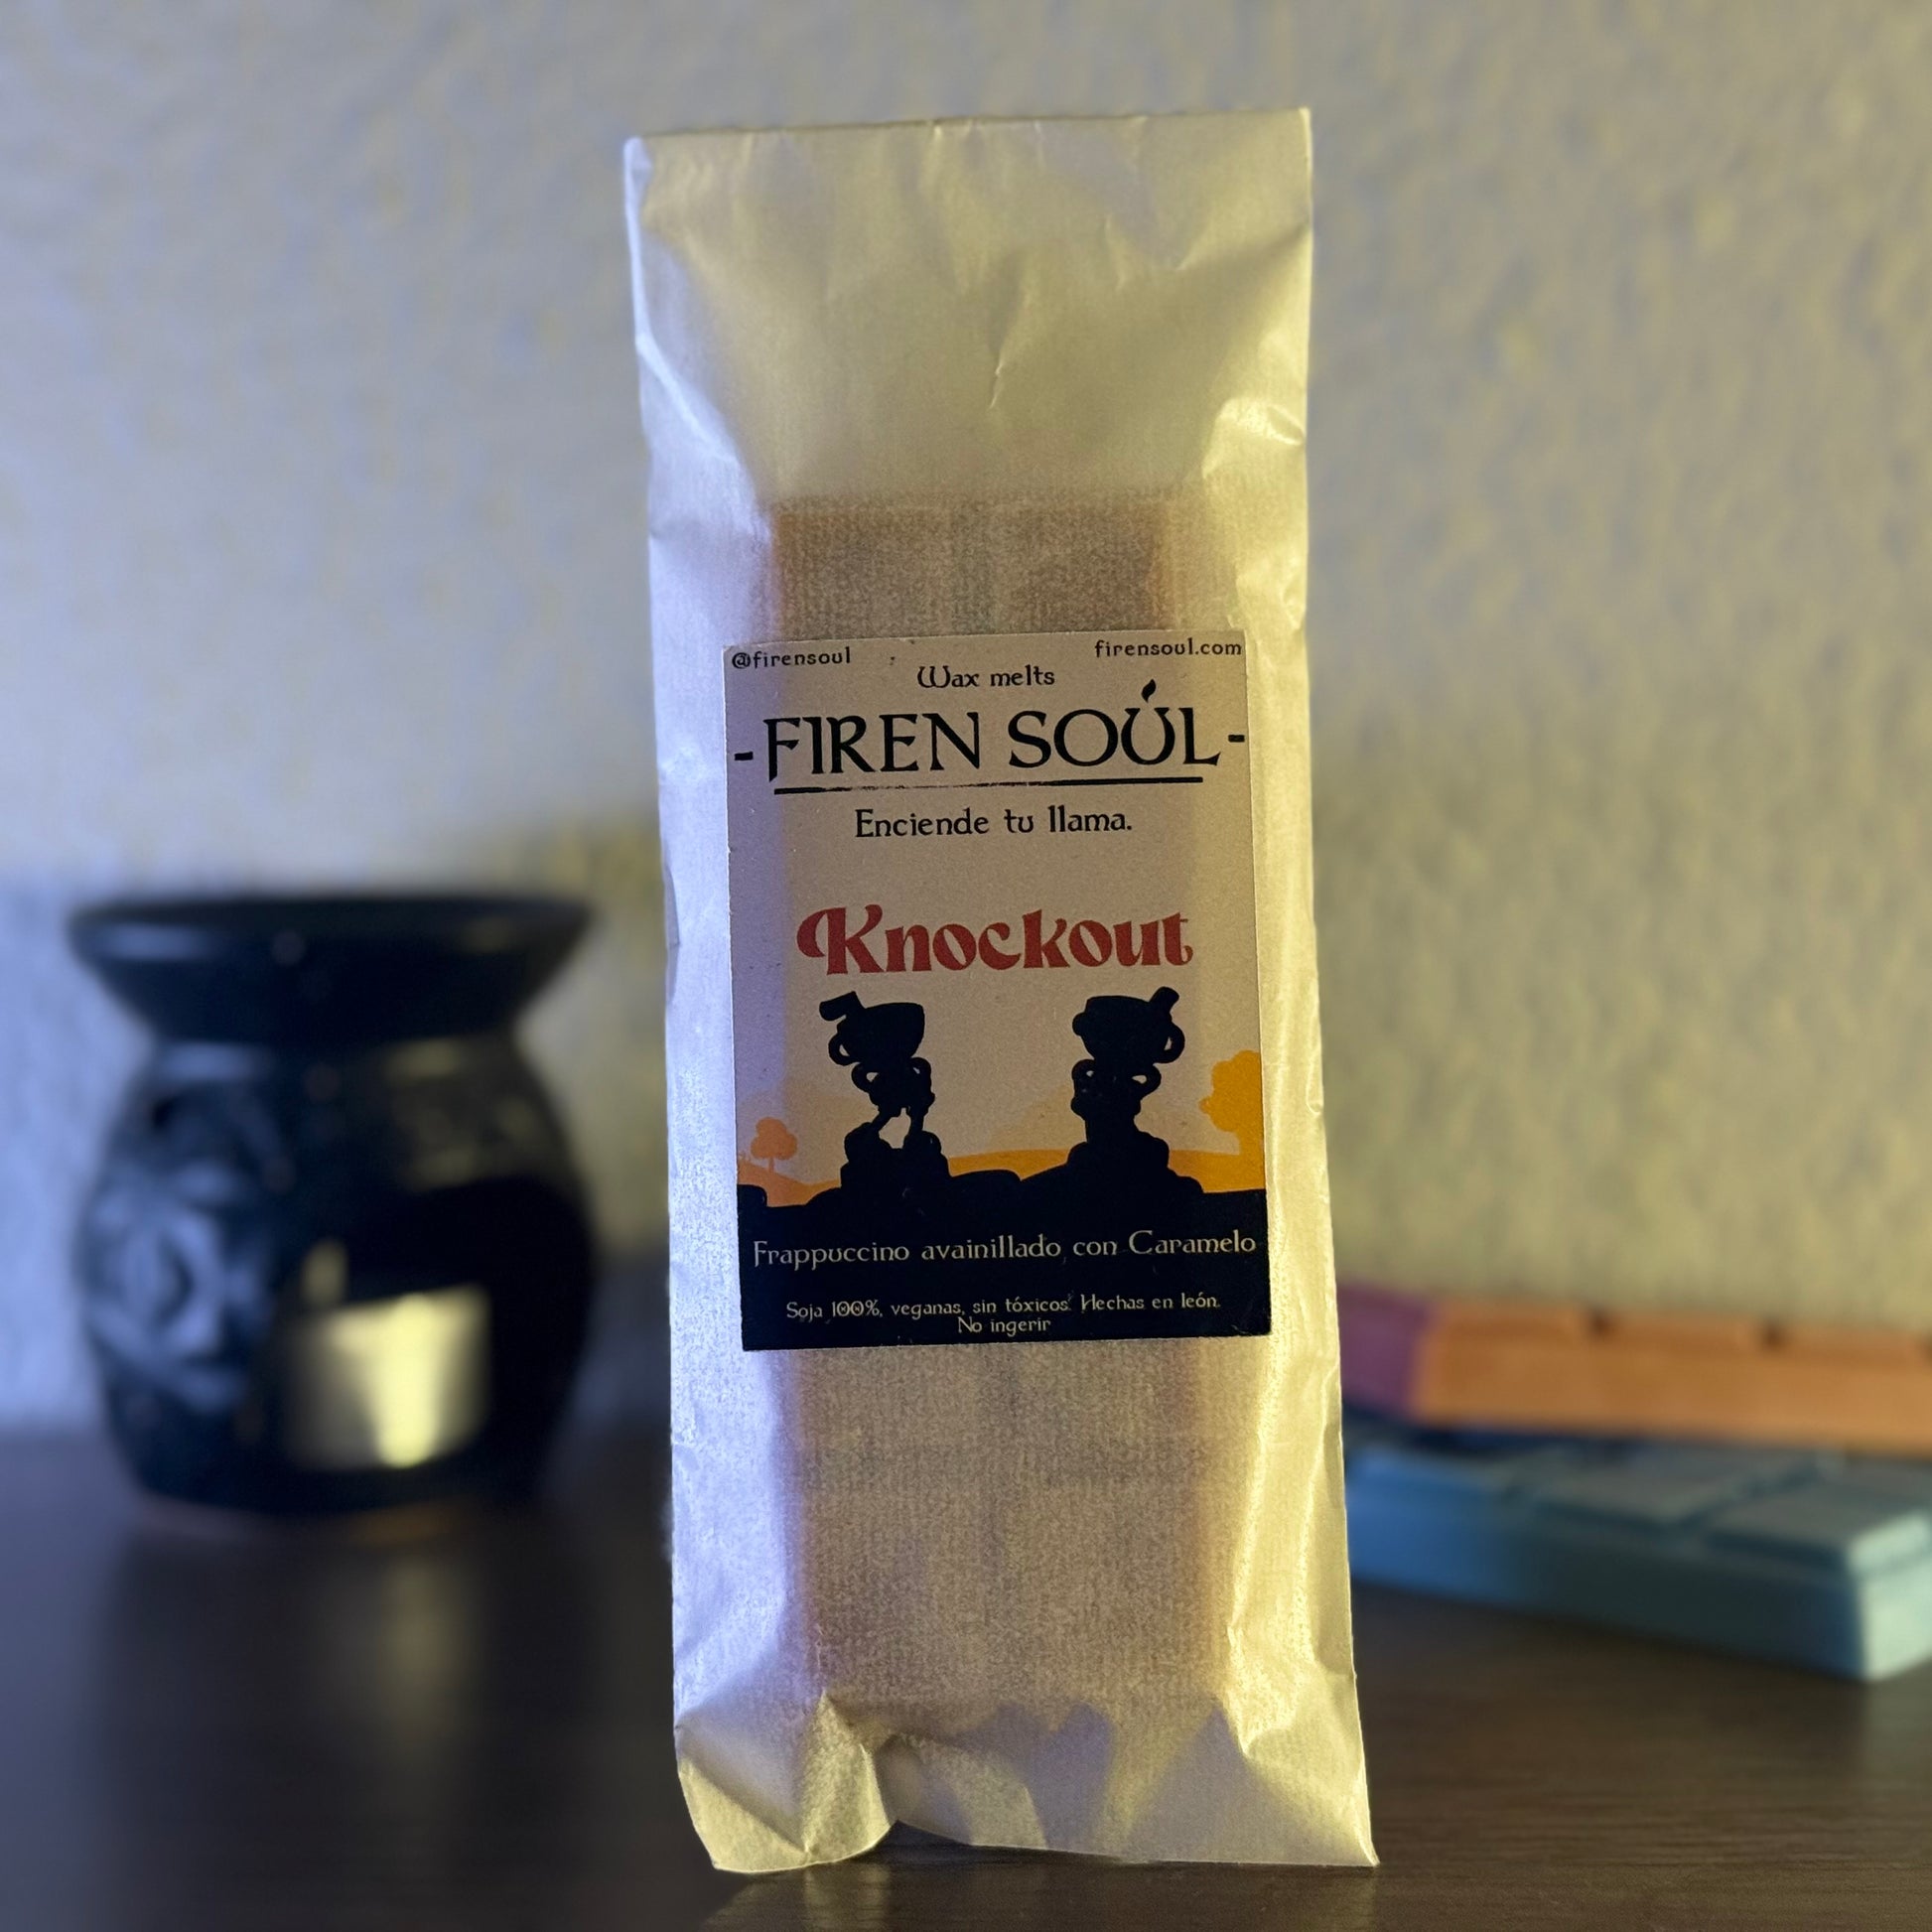 @firensoul
firensoul.com
Wax melts
-FIREN SOUL-
Enciende tu llama.
Knockout
Frappuccino avainillado con Caramelo
Soja 100%, veganas, sin tóxicos. Hechas en león.
No ingerir